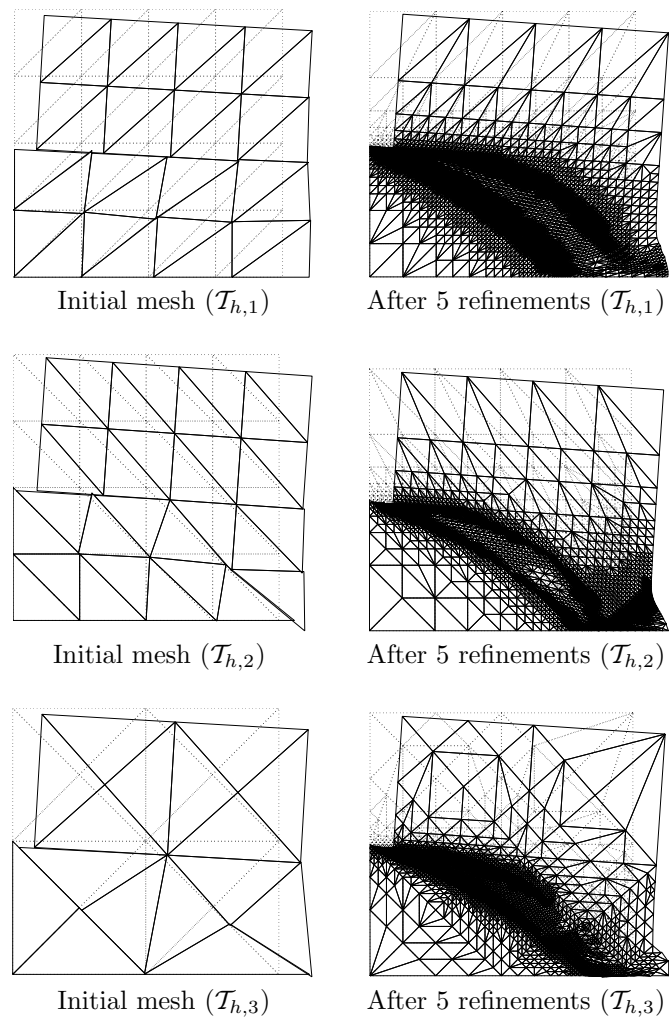 Initial mesh (𝒯ₕ,₁)
After 5 refinements (𝒯ₕ,₁)
Initial mesh (𝒯ₕ,₂)
After 5 refinements (𝒯ₕ,₂)
Initial mesh (𝒯ₕ,₃)
After 5 refinements (𝒯ₕ,₃)